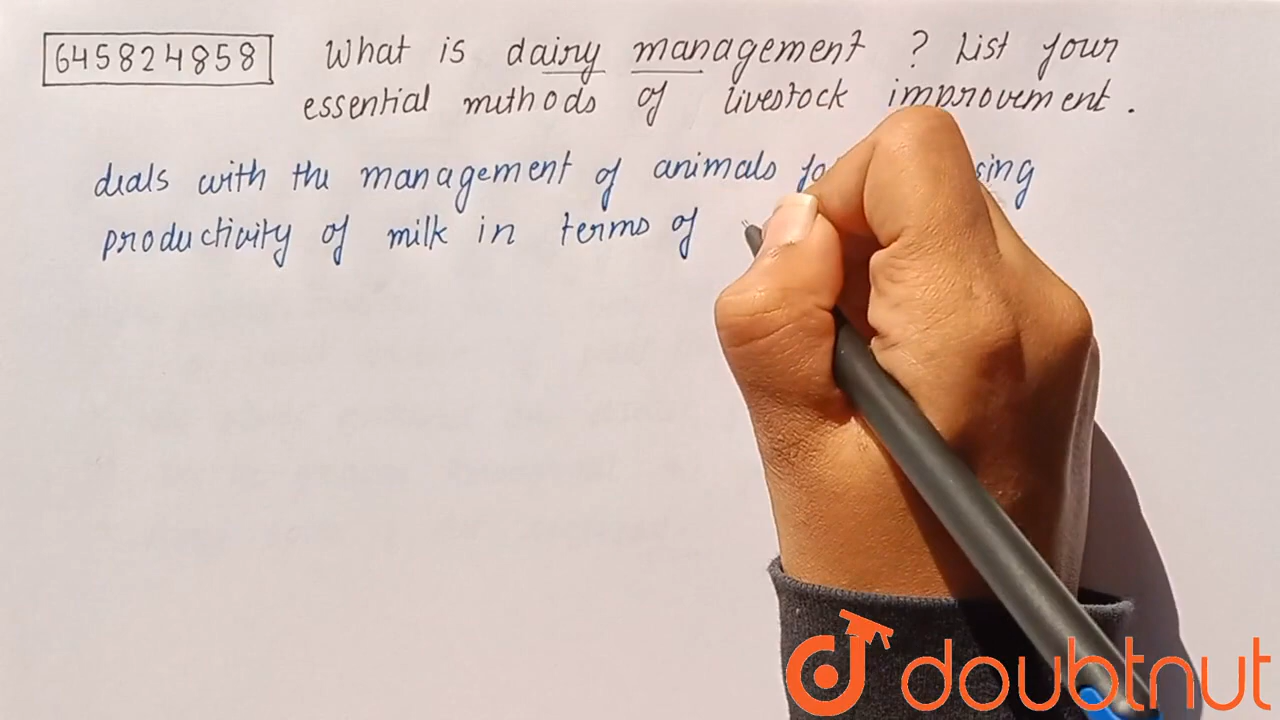 645824858 What is dairy management ? List four
essential methods of livestock improvement .
deals with the management of animals
productivity of milk in terms of
doubtnut